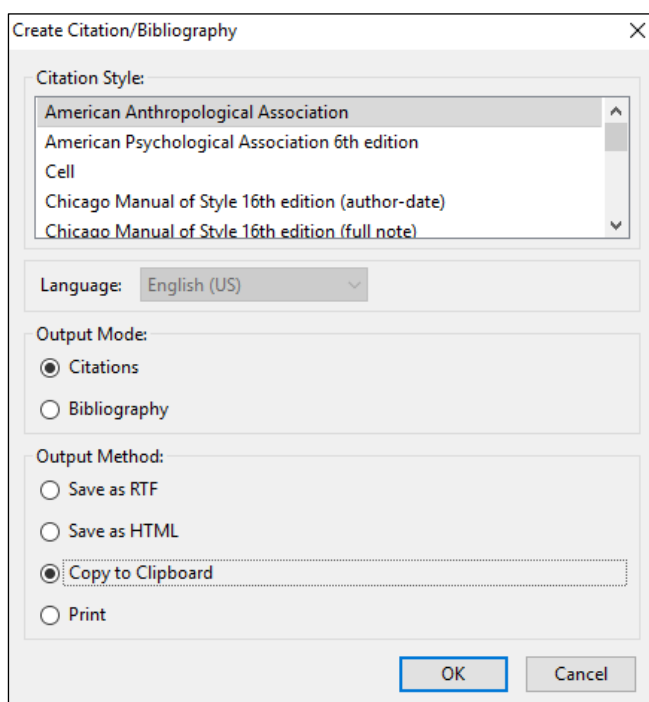 Create Citation/Bibliography
Citation Style:
American Anthropological Association
American Psychological Association 6th edition
Cell
Chicago Manual of Style 16th edition (author-date)
Chicago Manual of Style 16th edition (full note)
Language: English (US)
Output Mode:
Citations
Bibliography
Output Method:
Save as RTF
Save as HTML
Copy to Clipboard
Print
OK Cancel